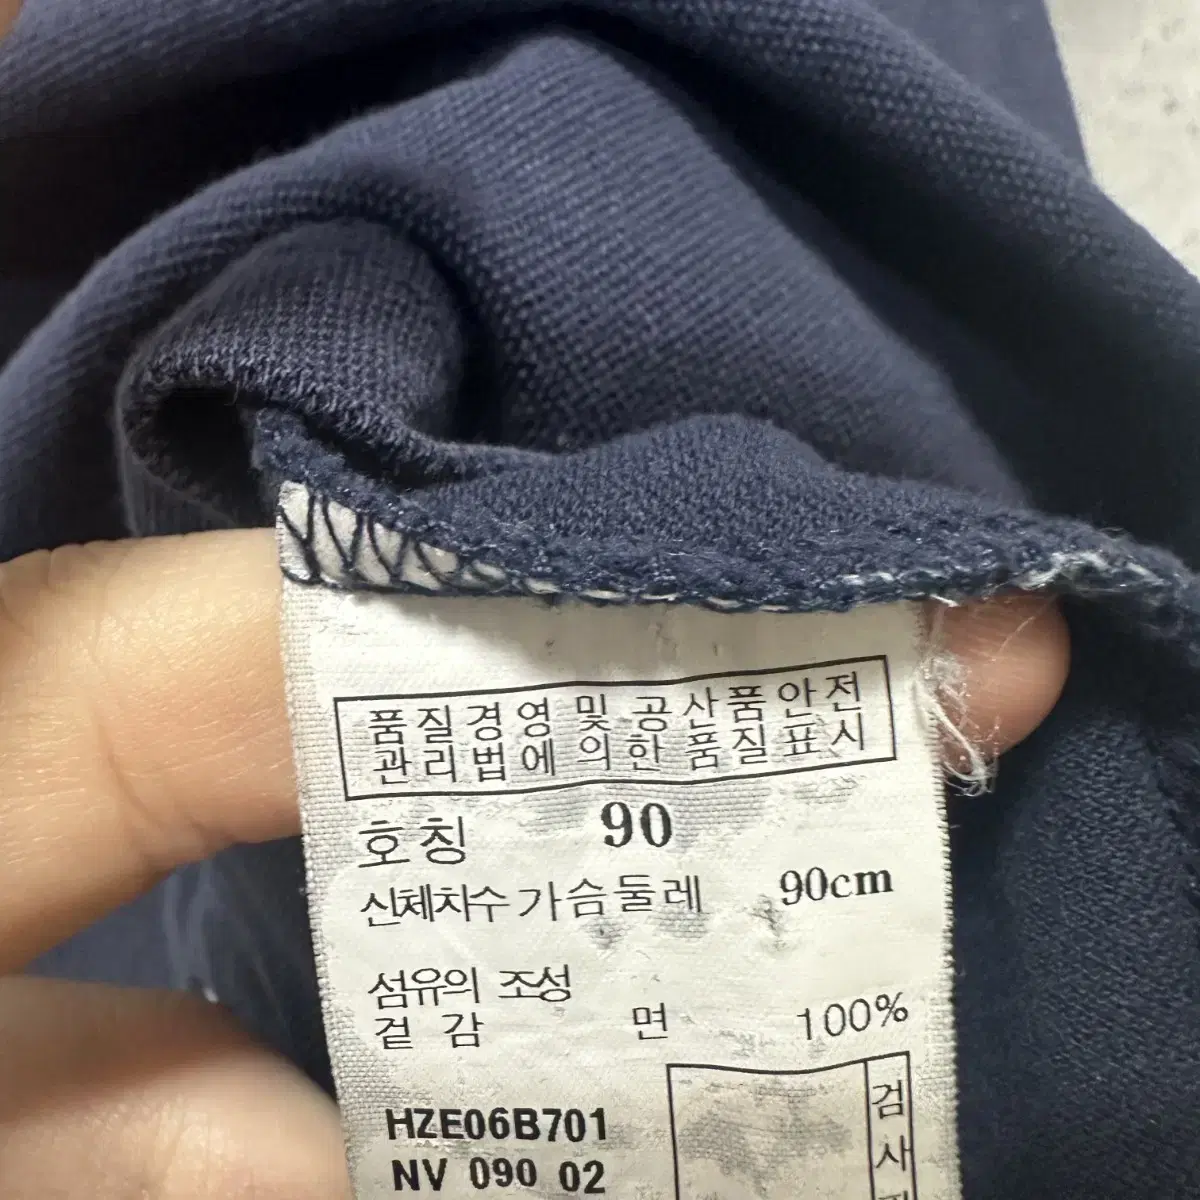 품질경영 및 공산품안전
관리법에 의한 품질표시
호칭 90
신체치수 가슴둘레 90cm
섬유의 조성
겉감 면 100%
HZE06B701
NV 090 02
검사